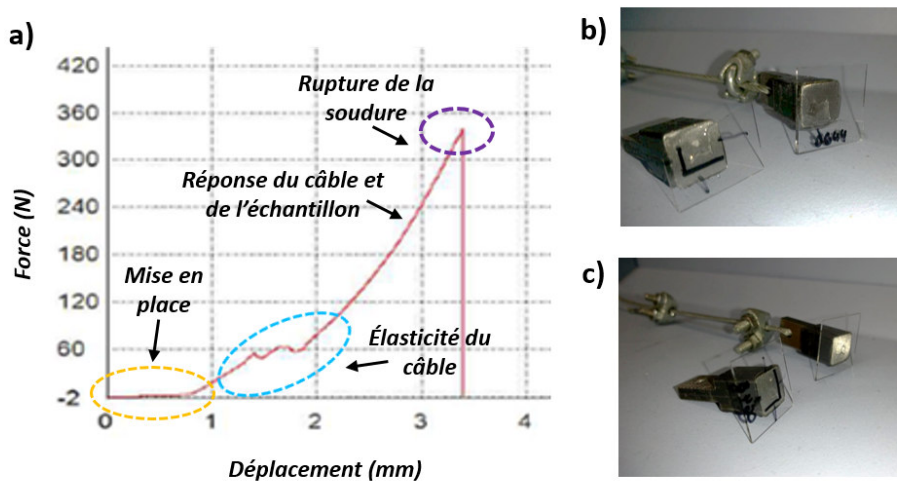 a)
420
360
300
240
180
120
60
-2
0
1
2
3
4
Force (N)
Déplacement (mm)
Rupture de la
soudure
Réponse du câble et
de l'échantillon
Mise en
place
Élasticité du
câble
b)
c)